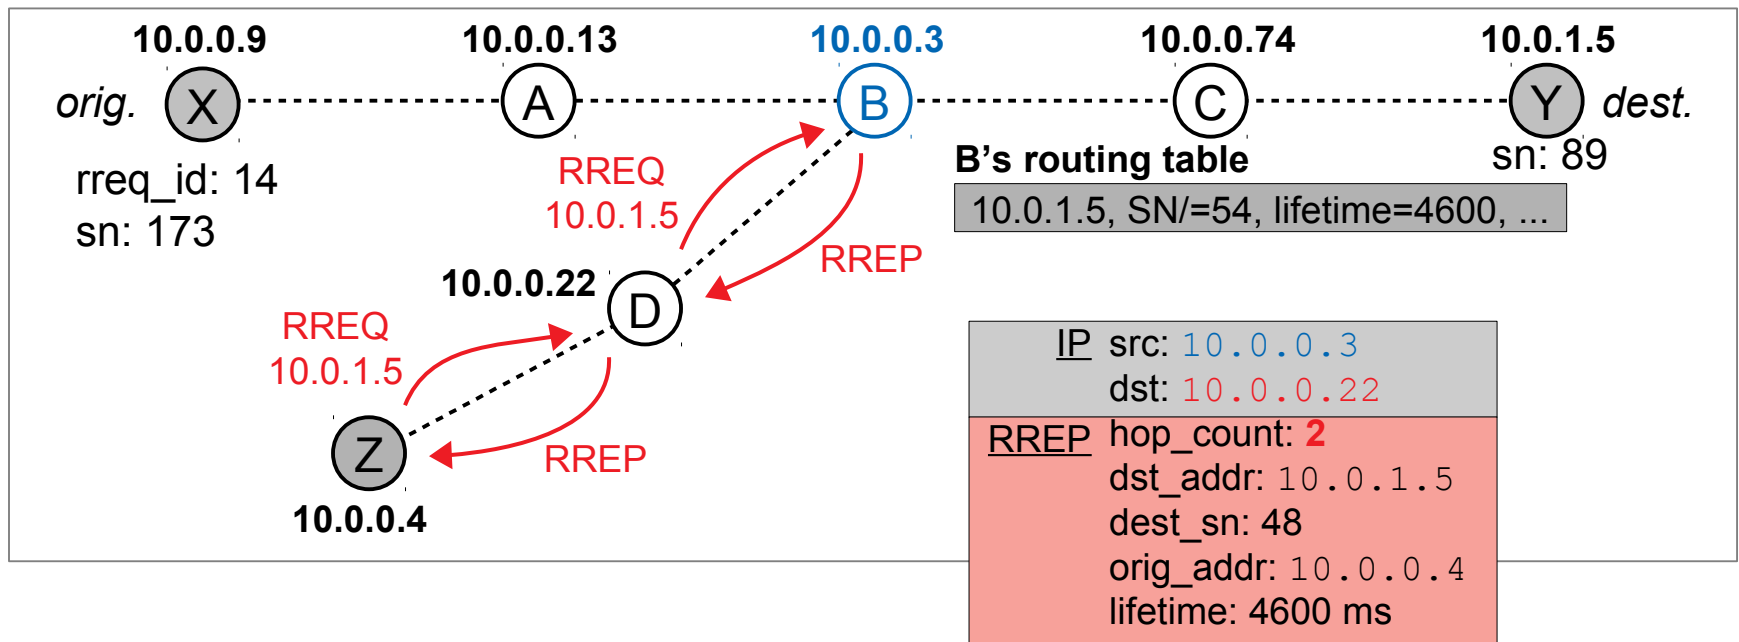 10.0.0.9 10.0.0.13 10.0.0.3 10.0.0.74 10.0.1.5
orig. X A B C Y dest.
rreq_id: 14
sn: 173
sn: 89
B's routing table
10.0.1.5, SN/=54, lifetime=4600, ...
RREQ
10.0.1.5
RREP
10.0.0.22 D
RREQ
10.0.1.5
RREP
Z
10.0.0.4
IP src: 10.0.0.3
dst: 10.0.0.22
RREP hop_count: 2
dst_addr: 10.0.1.5
dest_sn: 48
orig_addr: 10.0.0.4
lifetime: 4600 ms